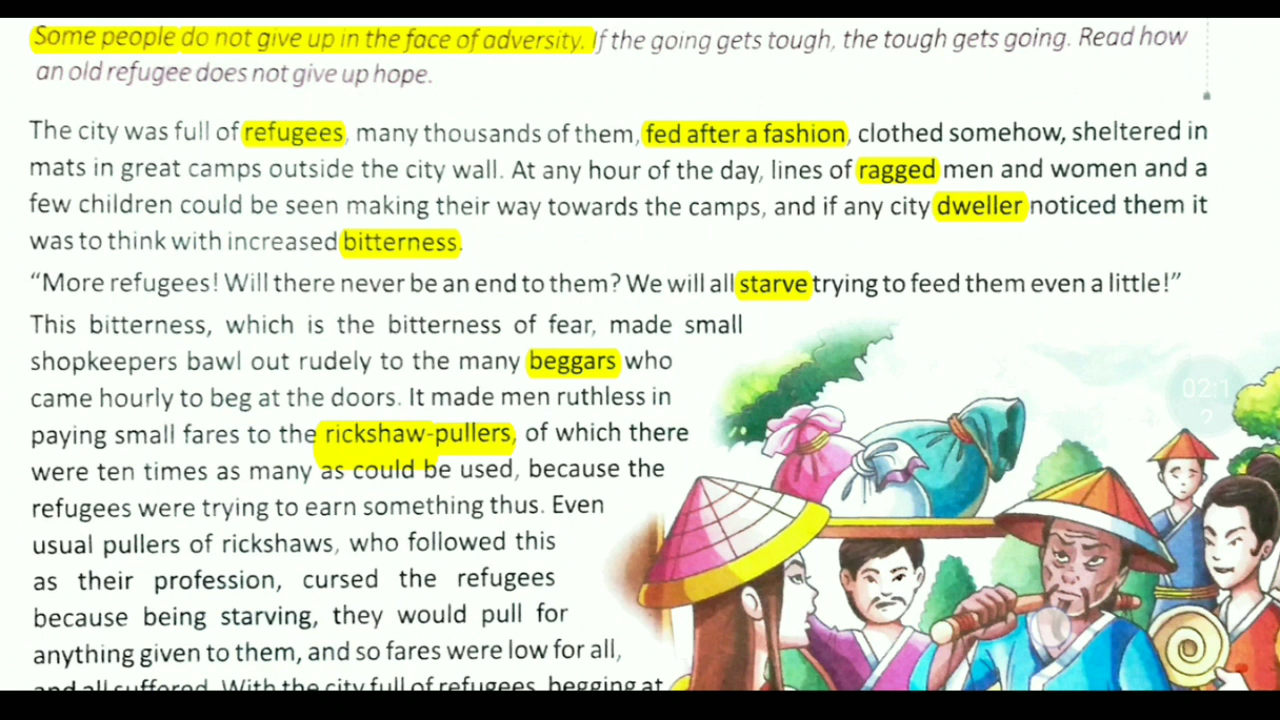 Some people do not give up in the face of adversity. If the going gets tough, the tough gets going. Read how
an old refugee does not give up hope.
The city was full of refugees, many thousands of them, fed after a fashion, clothed somehow, sheltered in
mats in great camps outside the city wall. At any hour of the day, lines of ragged men and women and a
few children could be seen making their way towards the camps, and if any city dweller noticed them it
was to think with increased bitterness.
“More refugees! Will there never be an end to them? We will all starve trying to feed them even a little!”
This bitterness, which is the bitterness of fear, made small
shopkeepers bawl out rudely to the many beggars who
came hourly to beg at the doors. It made men ruthless in
paying small fares to the rickshaw-pullers, of which there
were ten times as many as could be used, because the
refugees were trying to earn something thus. Even
usual pullers of rickshaws, who followed this
as their profession, cursed the refugees
because being starving, they would pull for
anything given to them, and so fares were low for all,
and all suffered. With the city full of refugees, begging at